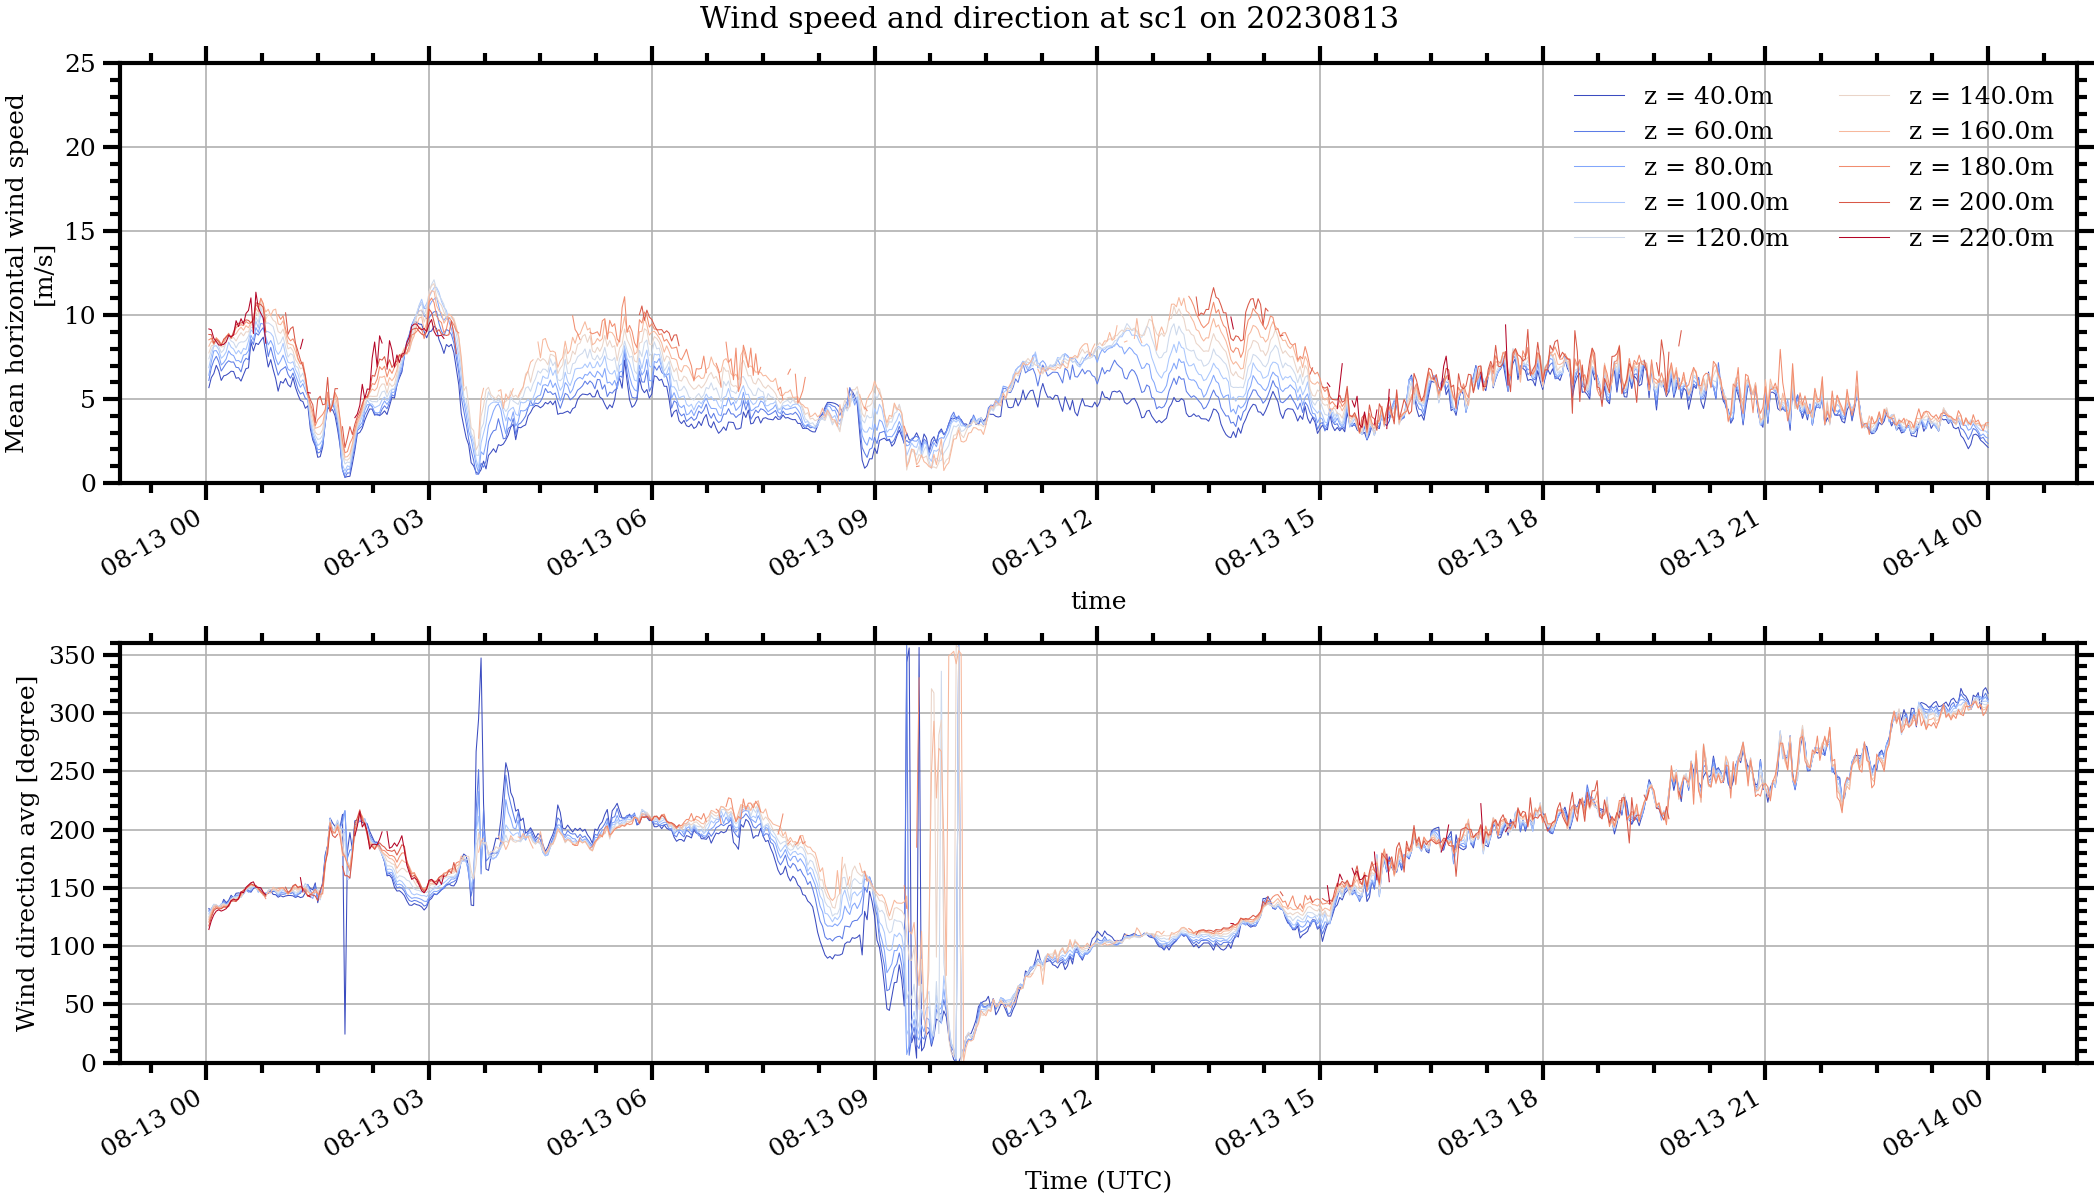 Wind speed and direction at sc1 on 20230813
Mean horizontal wind speed
[m/s]
25
20
15
10
5
0
z = 40.0m
z = 60.0m
z = 80.0m
z = 100.0m
z = 120.0m
z = 140.0m
z = 160.0m
z = 180.0m
z = 200.0m
z = 220.0m
08-13 00
08-13 03
08-13 06
08-13 09
08-13 12
08-13 15
08-13 18
08-13 21
08-14 00
time
Wind direction avg [degree]
350
300
250
200
150
100
50
0
08-13 00
08-13 03
08-13 06
08-13 09
08-13 12
08-13 15
08-13 18
08-13 21
08-14 00
Time (UTC)